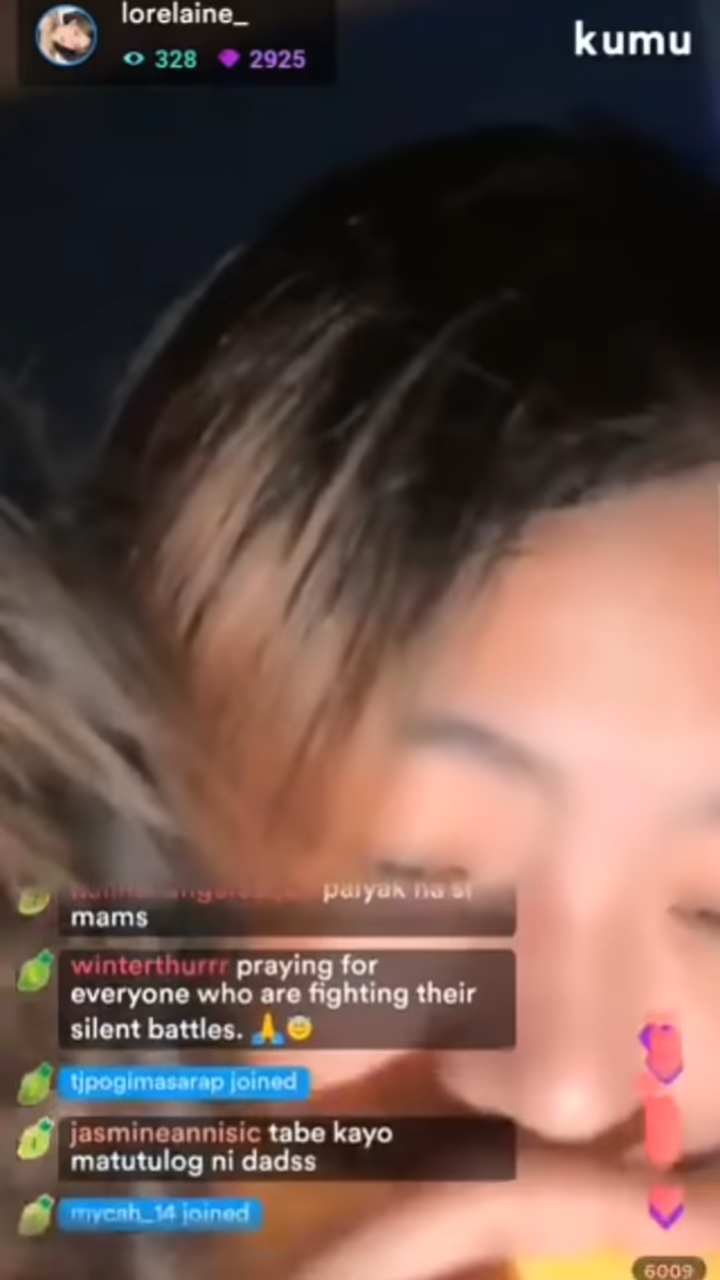 lorelaine_
328 2925
kumu
paiyak na si
mams
winterthurrr praying for
everyone who are fighting their
silent battles. 🙏😇
tjpogimasarap joined
jasmineannisic tabe kayo
matutulog ni dadss
mycah_14 joined
6009